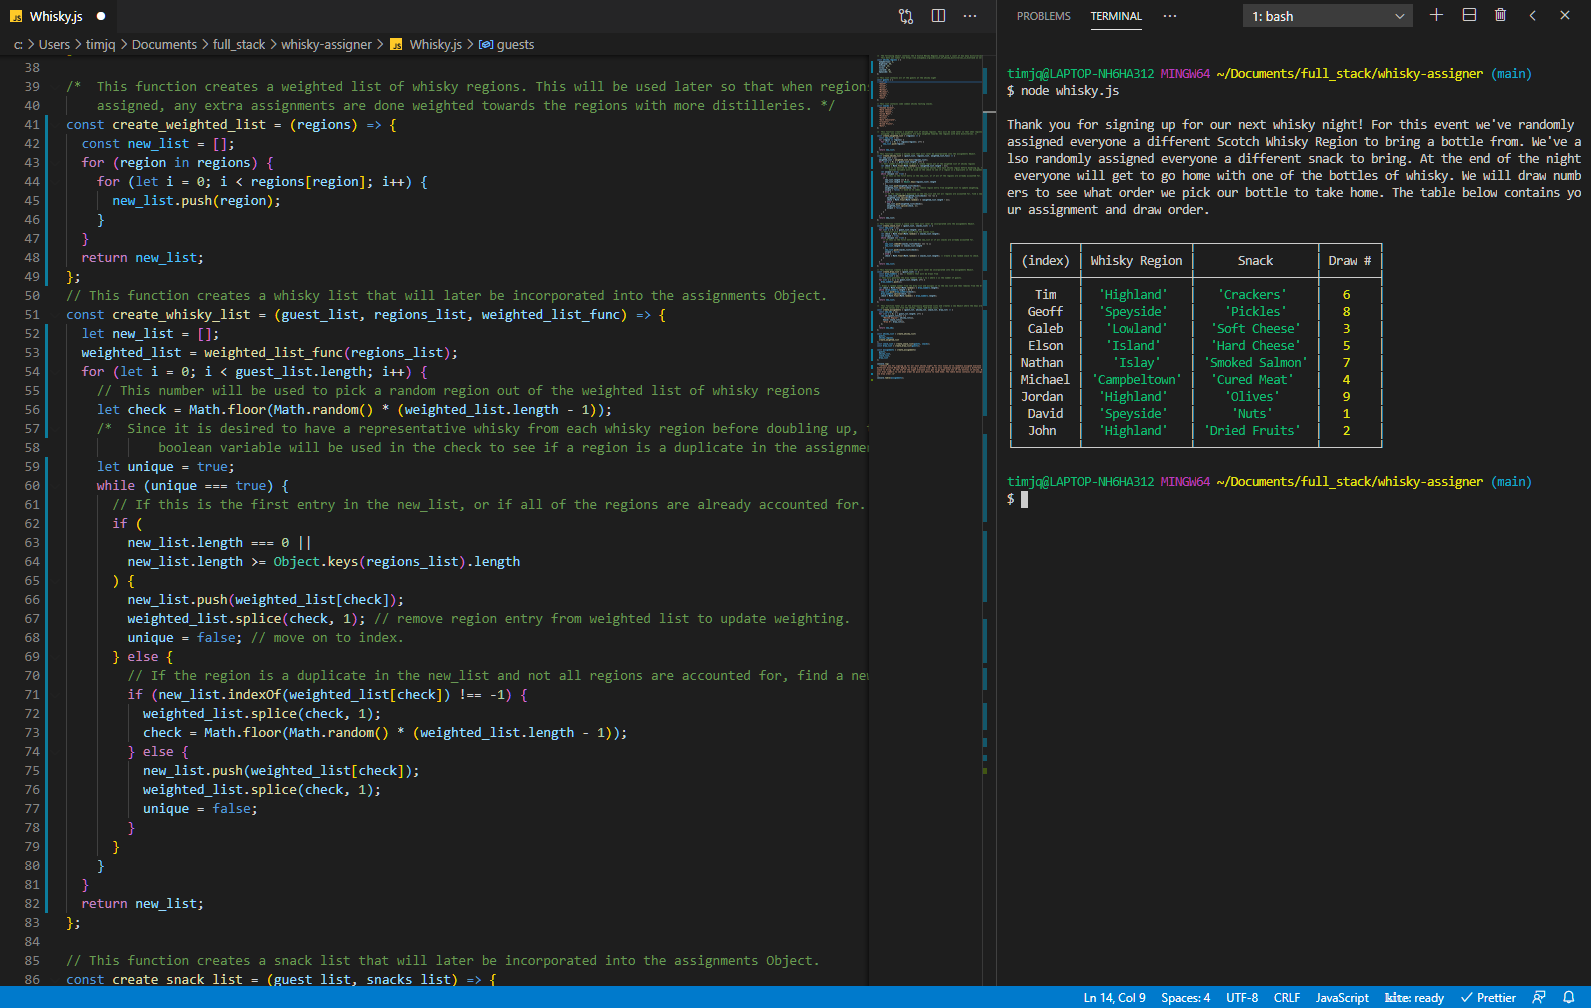 Whisky.js
PROBLEMS TERMINAL 1: bash
c: > Users > timjq > Documents > full_stack > whisky-assigner > Whisky.js > guests
38
39 /*  This function creates a weighted list of whisky regions. This will be used later so that when region
40     assigned, any extra assignments are done weighted towards the regions with more distilleries. */
41 const create_weighted_list = (regions) => {
42   const new_list = [];
43   for (region in regions) {
44     for (let i = 0; i < regions[region]; i++) {
45       new_list.push(region);
46     }
47   }
48   return new_list;
49 };
50 // This function creates a whisky list that will later be incorporated into the assignments Object.
51 const create_whisky_list = (guest_list, regions_list, weighted_list_func) => {
52   let new_list = [];
53   weighted_list = weighted_list_func(regions_list);
54   for (let i = 0; i < guest_list.length; i++) {
55     // This number will be used to pick a random region out of the weighted list of whisky regions
56     let check = Math.floor(Math.random() * (weighted_list.length - 1));
57     /*  Since it is desired to have a representative whisky from each whisky region before doubling up,
58         boolean variable will be used in the check to see if a region is a duplicate in the assignme
59     let unique = true;
60     while (unique === true) {
61       // If this is the first entry in the new_list, or if all of the regions are already accounted for.
62       if (
63         new_list.length === 0 ||
64         new_list.length >= Object.keys(regions_list).length
65       ) {
66         new_list.push(weighted_list[check]);
67         weighted_list.splice(check, 1); // remove region entry from weighted list to update weighting.
68         unique = false; // move on to index.
69       } else {
70         // If the region is a duplicate in the new_list and not all regions are accounted for, find a ne
71         if (new_list.indexOf(weighted_list[check]) !== -1) {
72           weighted_list.splice(check, 1);
73           check = Math.floor(Math.random() * (weighted_list.length - 1));
74         } else {
75           new_list.push(weighted_list[check]);
76           weighted_list.splice(check, 1);
77           unique = false;
78         }
79       }
80     }
81   }
82   return new_list;
83 };
84
85 // This function creates a snack list that will later be incorporated into the assignments Object.
86 const create_snack_list = (guest_list, snacks_list) => {
timjq@LAPTOP-NH6HA312 MINGW64 ~/Documents/full_stack/whisky-assigner (main)
$ node whisky.js
Thank you for signing up for our next whisky night! For this event we've randomly
assigned everyone a different Scotch Whisky Region to bring a bottle from. We've a
lso randomly assigned everyone a different snack to bring. At the end of the night
 everyone will get to go home with one of the bottles of whisky. We will draw numb
ers to see what order we pick our bottle to take home. The table below contains yo
ur assignment and draw order.
(index) Whisky Region Snack Draw #
Tim 'Highland' 'Crackers' 6
Geoff 'Speyside' 'Pickles' 8
Caleb 'Lowland' 'Soft Cheese' 3
Elson 'Island' 'Hard Cheese' 5
Nathan 'Islay' 'Smoked Salmon' 7
Michael 'Campbeltown' 'Cured Meat' 4
Jordan 'Highland' 'Olives' 9
David 'Speyside' 'Nuts' 1
John 'Highland' 'Dried Fruits' 2
timjq@LAPTOP-NH6HA312 MINGW64 ~/Documents/full_stack/whisky-assigner (main)
$
Ln 14, Col 9 Spaces: 4 UTF-8 CRLF JavaScript kite: ready Prettier